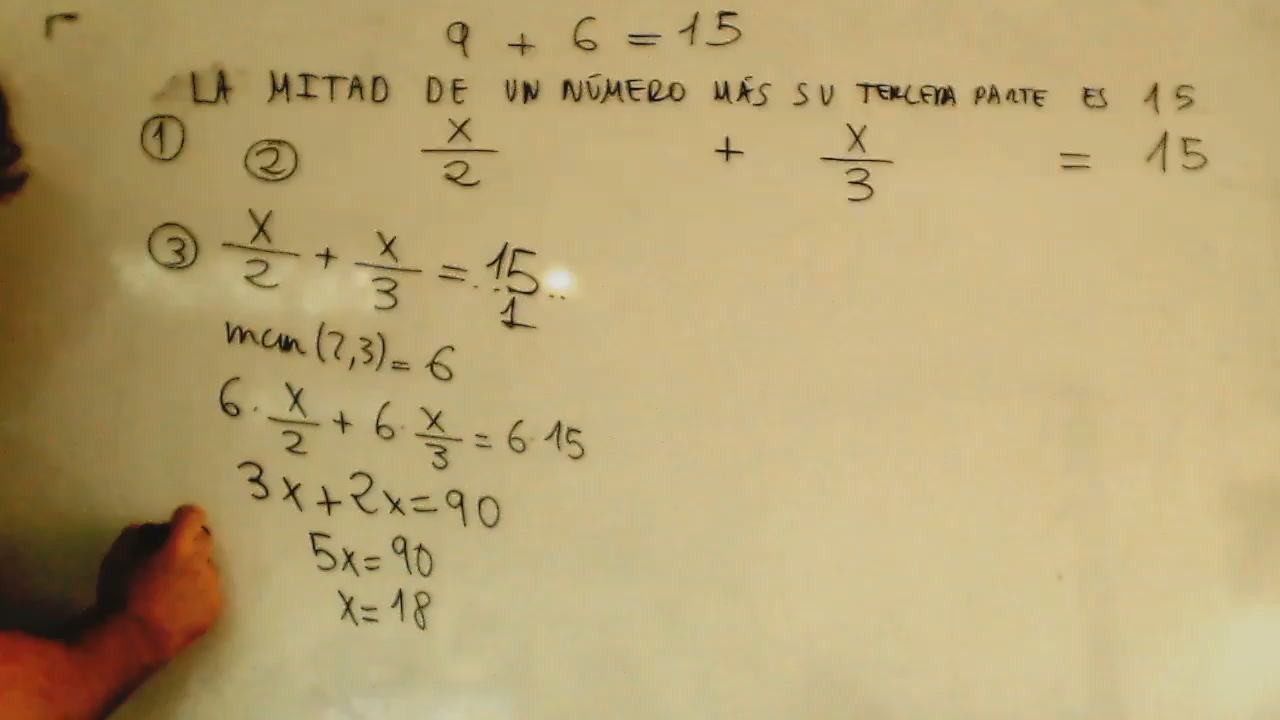 9 + 6 = 15
LA MITAD DE UN NÚMERO MÁS SU TERCERA PARTE ES 15
① ② x/2 + x/3 = 15
③ x/2 + x/3 = 15/1
mcm (2,3) = 6
6 · x/2 + 6 · x/3 = 6 · 15
3x + 2x = 90
5x = 90
x = 18